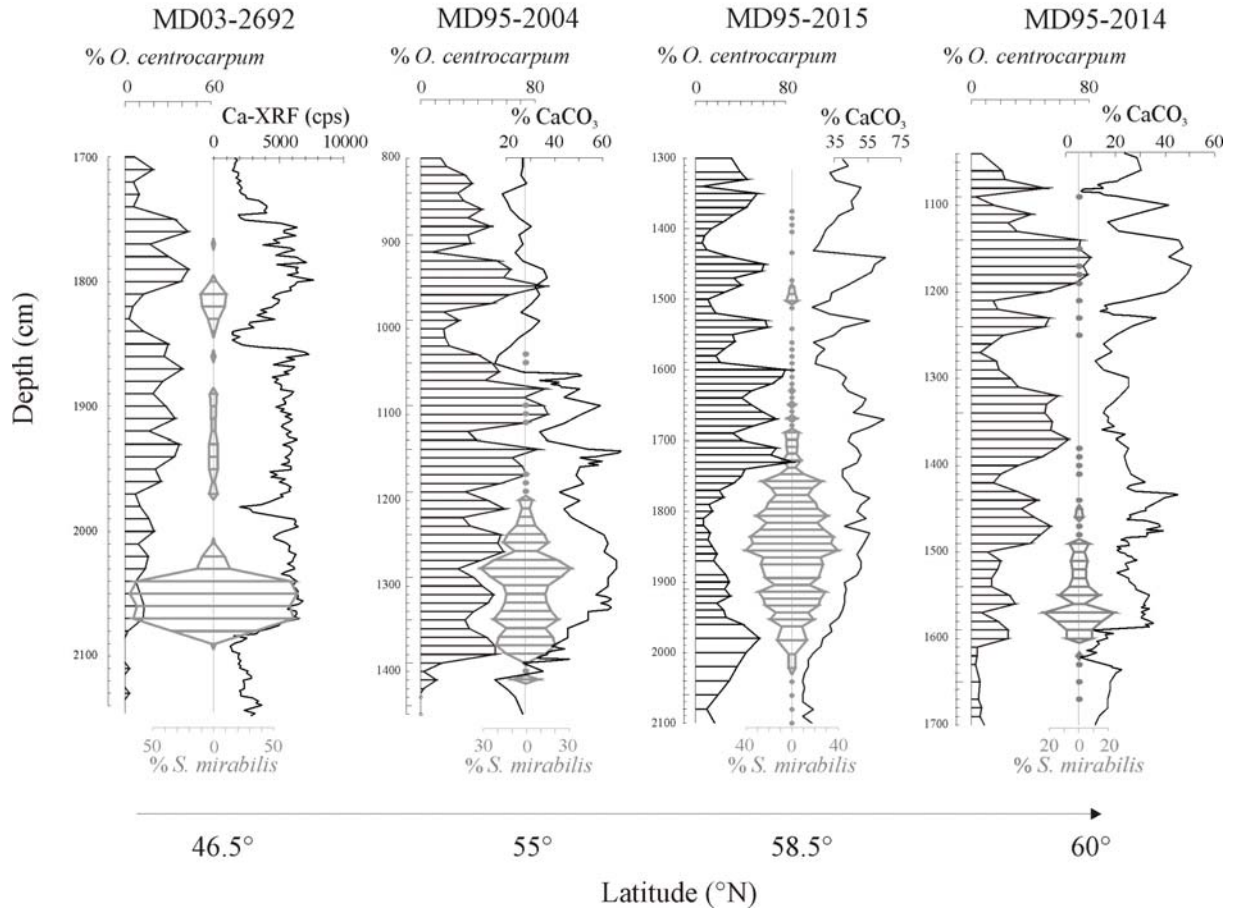 MD03-2692 MD95-2004 MD95-2015 MD95-2014
% O. centrocarpum % O. centrocarpum % O. centrocarpum % O. centrocarpum
0 60 0 80 0 80 0 80
Ca-XRF (cps) % CaCO3 % CaCO3 % CaCO3
0 5000 10000 20 40 60 35 55 75 0 20 40 60
Depth (cm)
1700 1800 1900 2000 2100
800 900 1000 1100 1200 1300 1400
1300 1400 1500 1600 1700 1800 1900 2000 2100
1100 1200 1300 1400 1500 1600 1700
50 0 50 30 0 30 40 0 40 20 0 20
% S. mirabilis % S. mirabilis % S. mirabilis % S. mirabilis
46.5° 55° 58.5° 60°
Latitude (°N)